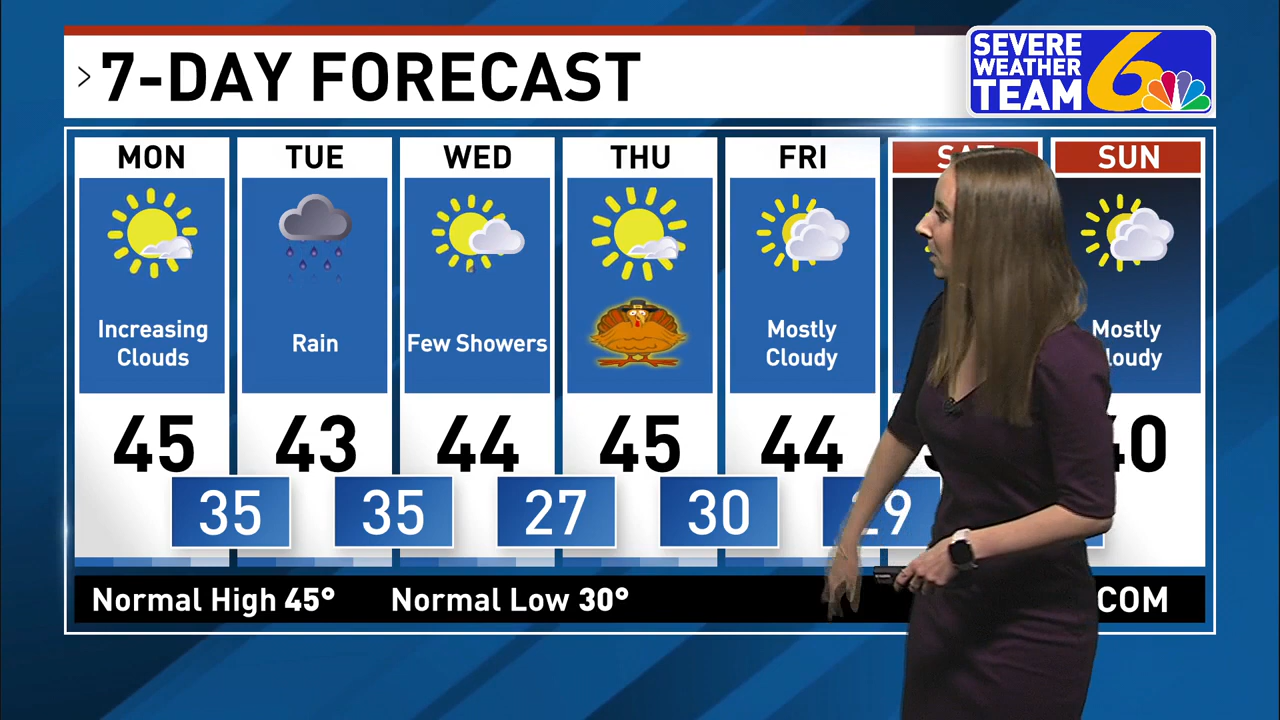 > 7-DAY FORECAST
SEVERE
WEATHER
TEAM 6
MON TUE WED THU FRI SUN
Increasing
Clouds
Rain
Few Showers
Mostly
Cloudy
Mostly
45 43 44 45 44
35 35 27 30
Normal High 45° Normal Low 30°
COM